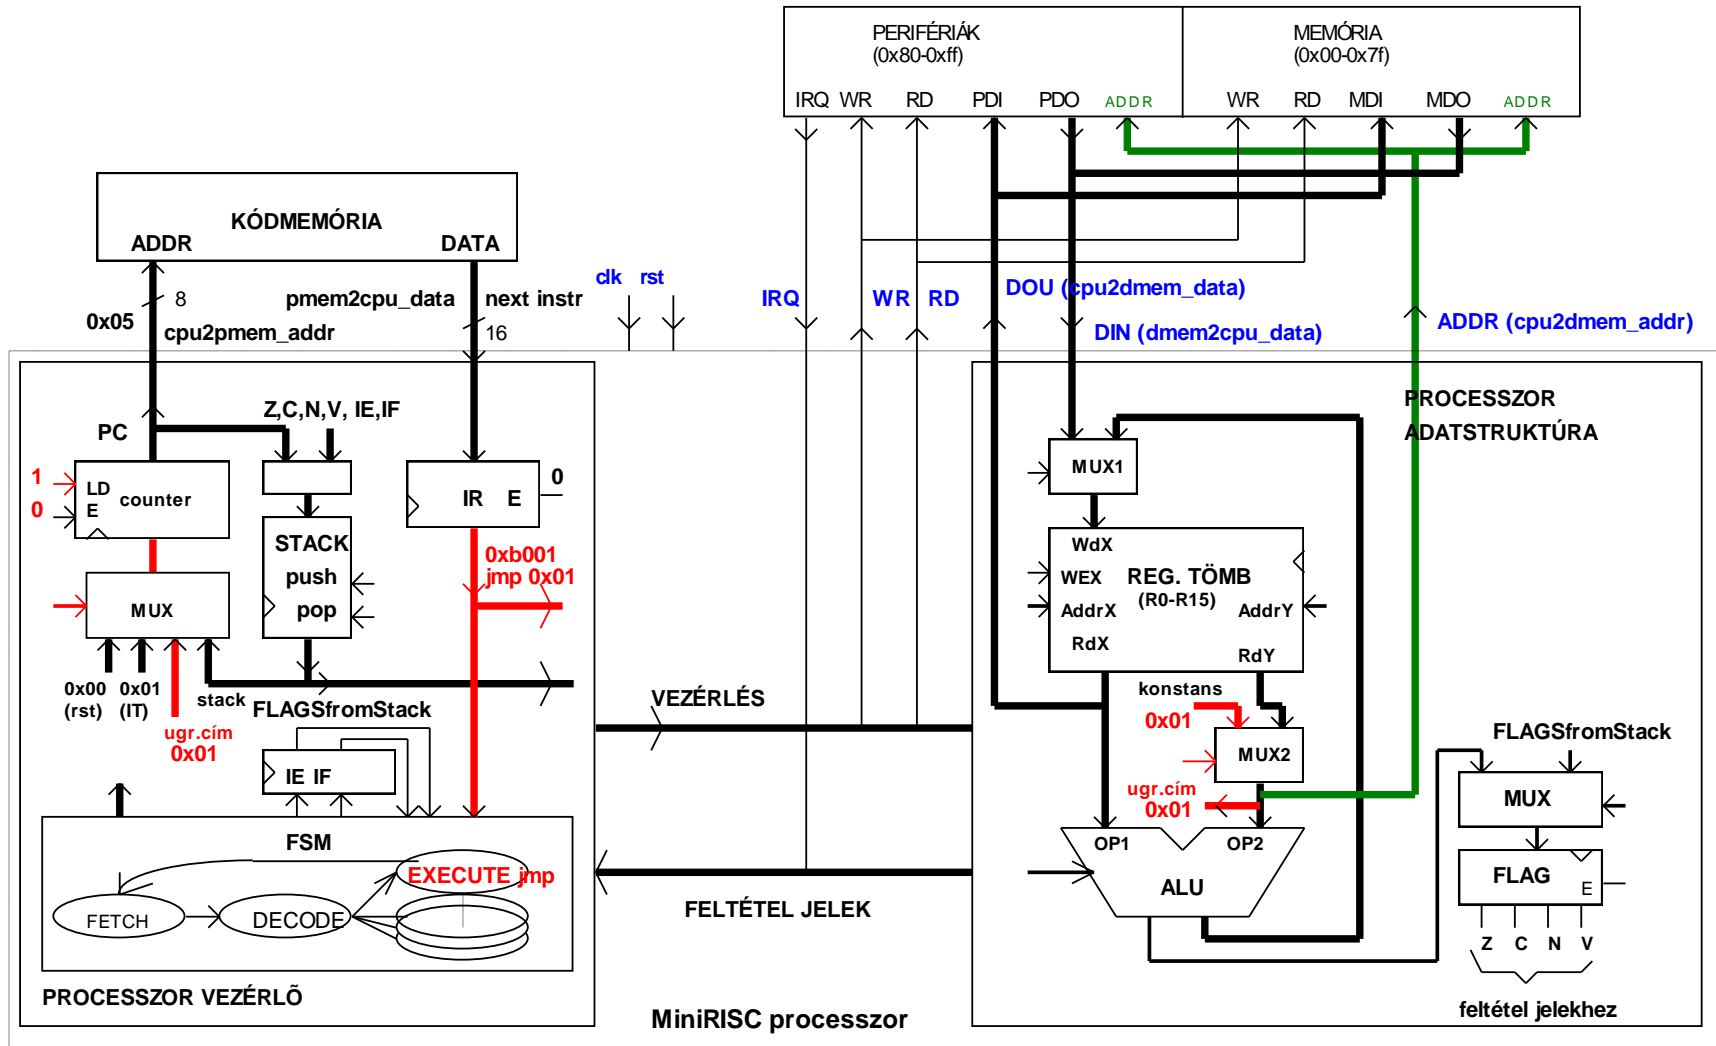 PERIFÉRIÁK
(0x80-0xff)
MEMÓRIA
(0x00-0x7f)
IRQ WR RD PDI PDO ADDR
WR RD MDI MDO ADDR
KÓDMEMÓRIA
ADDR DATA
8
0x05
cpu2pmem_addr
pmem2cpu_data
next instr
16
clk rst
IRQ
WR RD
DOU (cpu2dmem_data)
DIN (dmem2cpu_data)
ADDR (cpu2dmem_addr)
PC
Z,C,N,V, IE,IF
1
0
LD
E
counter
IR E
0
STACK
push
pop
0xb001
jmp 0x01
MUX
0x00
(rst)
0x01
(IT)
ugr.cím
0x01
stack
FLAGSfromStack
IE IF
FSM
EXECUTE jmp
FETCH
DECODE
PROCESSZOR VEZÉRLÕ
VEZÉRLÉS
FELTÉTEL JELEK
MiniRISC processzor
PROCESSZOR
ADATSTRUKTÚRA
MUX1
WdX
WEX
REG. TÖMB
(R0-R15)
AddrX
AddrY
RdX
RdY
konstans
0x01
MUX2
ugr.cím
0x01
OP1
OP2
ALU
FLAGSfromStack
MUX
FLAG
E
Z C N V
feltétel jelekhez